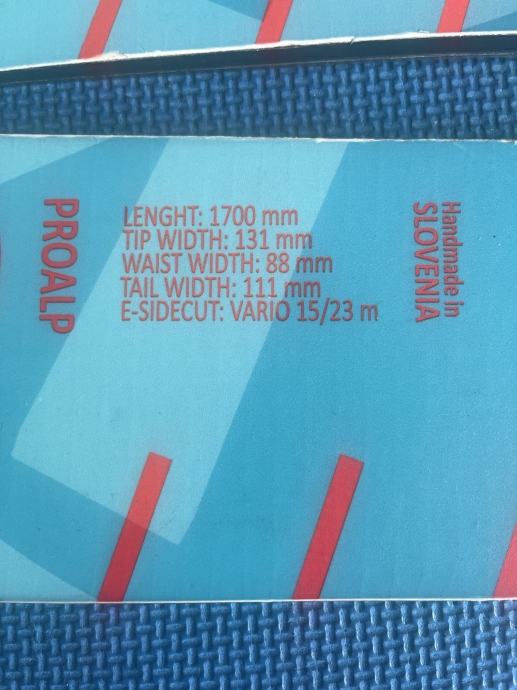 PROALP
LENGHT: 1700 mm
TIP WIDTH: 131 mm
WAIST WIDTH: 88 mm
TAIL WIDTH: 111 mm
E-SIDECUT: VARIO 15/23 m
Handmade in
SLOVENIA